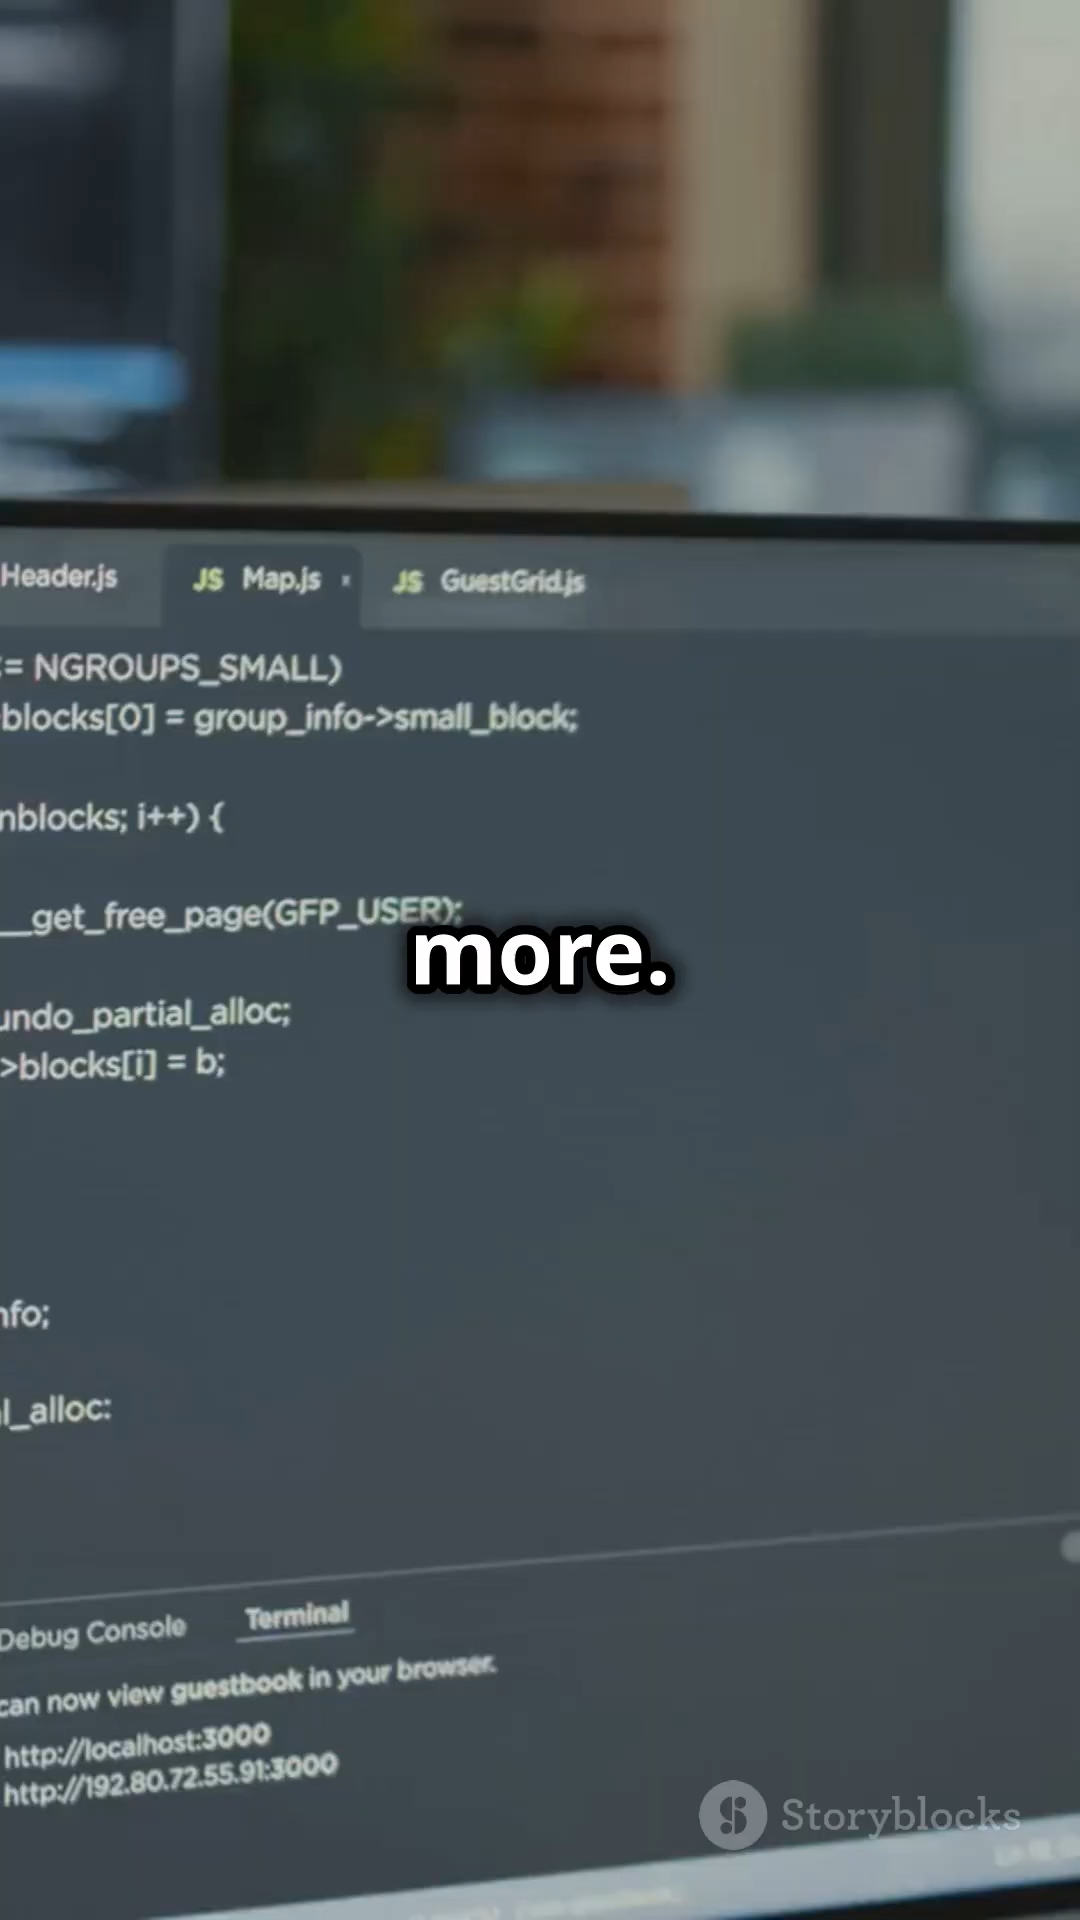 Header.js
JS Map.js ×
JS GuestGrid.js
<= NGROUPS_SMALL)
blocks[0] = group_info->small_block;
nblocks; i++) {
__get_free_page(GFP_USER);
more.
undo_partial_alloc;
>blocks[i] = b;
nfo;
al_alloc:
Debug Console Terminal
can now view guestbook in your browser.
http://localhost:3000
http://192.80.72.55.91:3000
Storyblocks